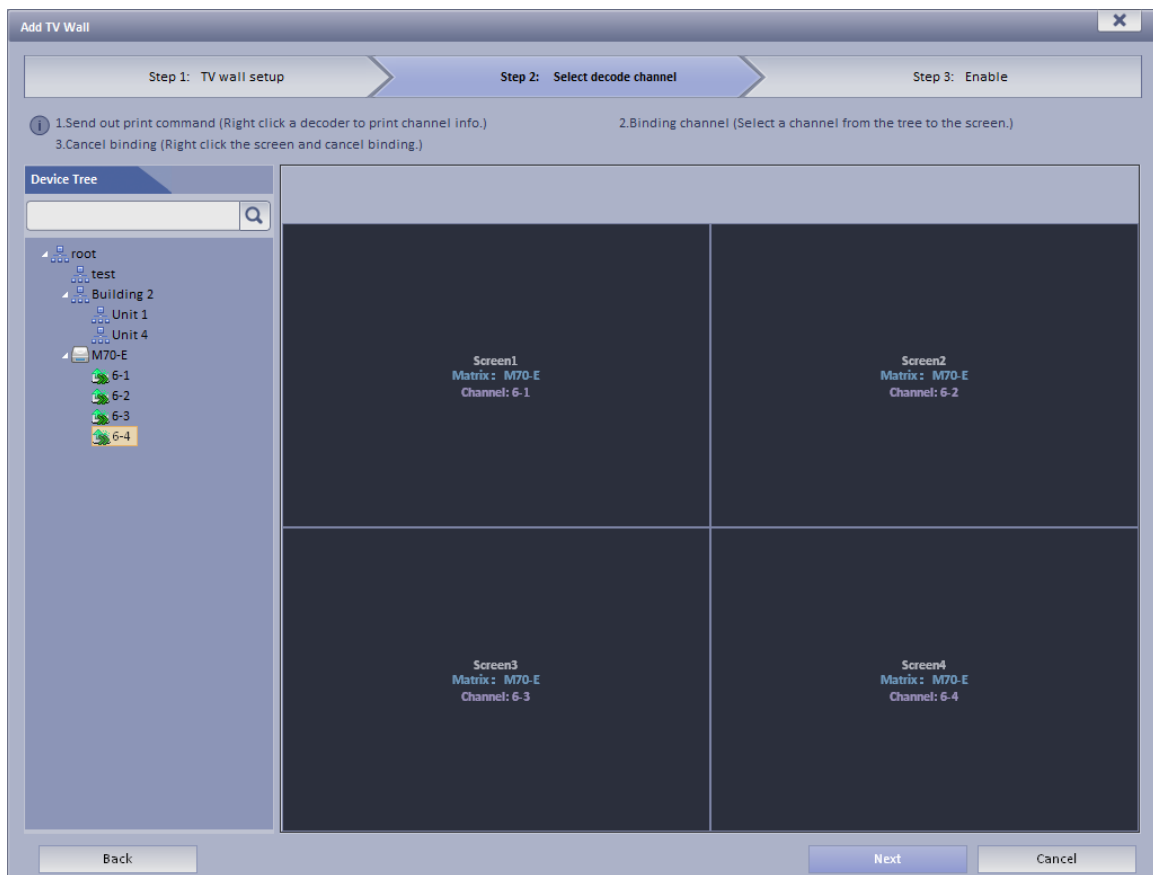 Add TV Wall
Step 1: TV wall setup
Step 2: Select decode channel
Step 3: Enable
1.Send out print command (Right click a decoder to print channel info.)
2.Binding channel (Select a channel from the tree to the screen.)
3.Cancel binding (Right click the screen and cancel binding.)
Device Tree
root
test
Building 2
Unit 1
Unit 4
M70-E
6-1
6-2
6-3
6-4
Screen1
Matrix: M70-E
Channel: 6-1
Screen2
Matrix: M70-E
Channel: 6-2
Screen3
Matrix: M70-E
Channel: 6-3
Screen4
Matrix: M70-E
Channel: 6-4
Back
Next
Cancel